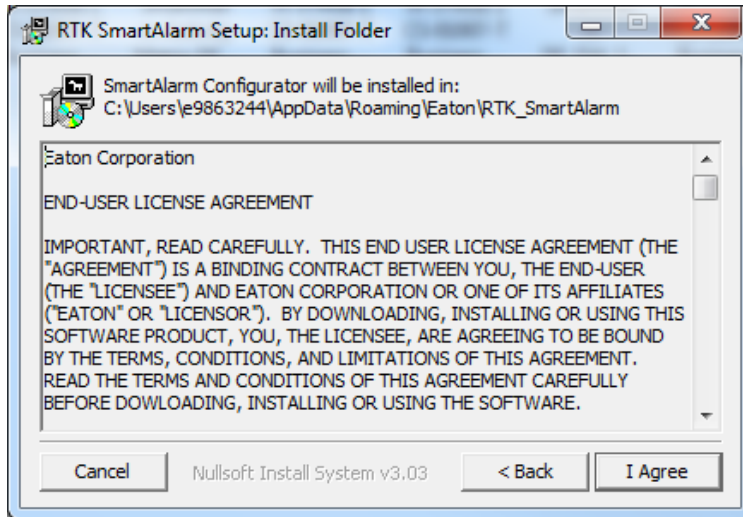 RTK SmartAlarm Setup: Install Folder
SmartAlarm Configurator will be installed in:
C:\Users\e9863244\AppData\Roaming\Eaton\RTK_SmartAlarm
Eaton Corporation
END-USER LICENSE AGREEMENT
IMPORTANT, READ CAREFULLY.  THIS END USER LICENSE AGREEMENT (THE
"AGREEMENT") IS A BINDING CONTRACT BETWEEN YOU, THE END-USER
(THE "LICENSEE") AND EATON CORPORATION OR ONE OF ITS AFFILIATES
("EATON" OR "LICENSOR").  BY DOWNLOADING, INSTALLING OR USING THIS
SOFTWARE PRODUCT, YOU, THE LICENSEE, ARE AGREEING TO BE BOUND
BY THE TERMS, CONDITIONS, AND LIMITATIONS OF THIS AGREEMENT.
READ THE TERMS AND CONDITIONS OF THIS AGREEMENT CAREFULLY
BEFORE DOWLOADING, INSTALLING OR USING THE SOFTWARE.
Cancel
Nullsoft Install System v3.03
< Back
I Agree